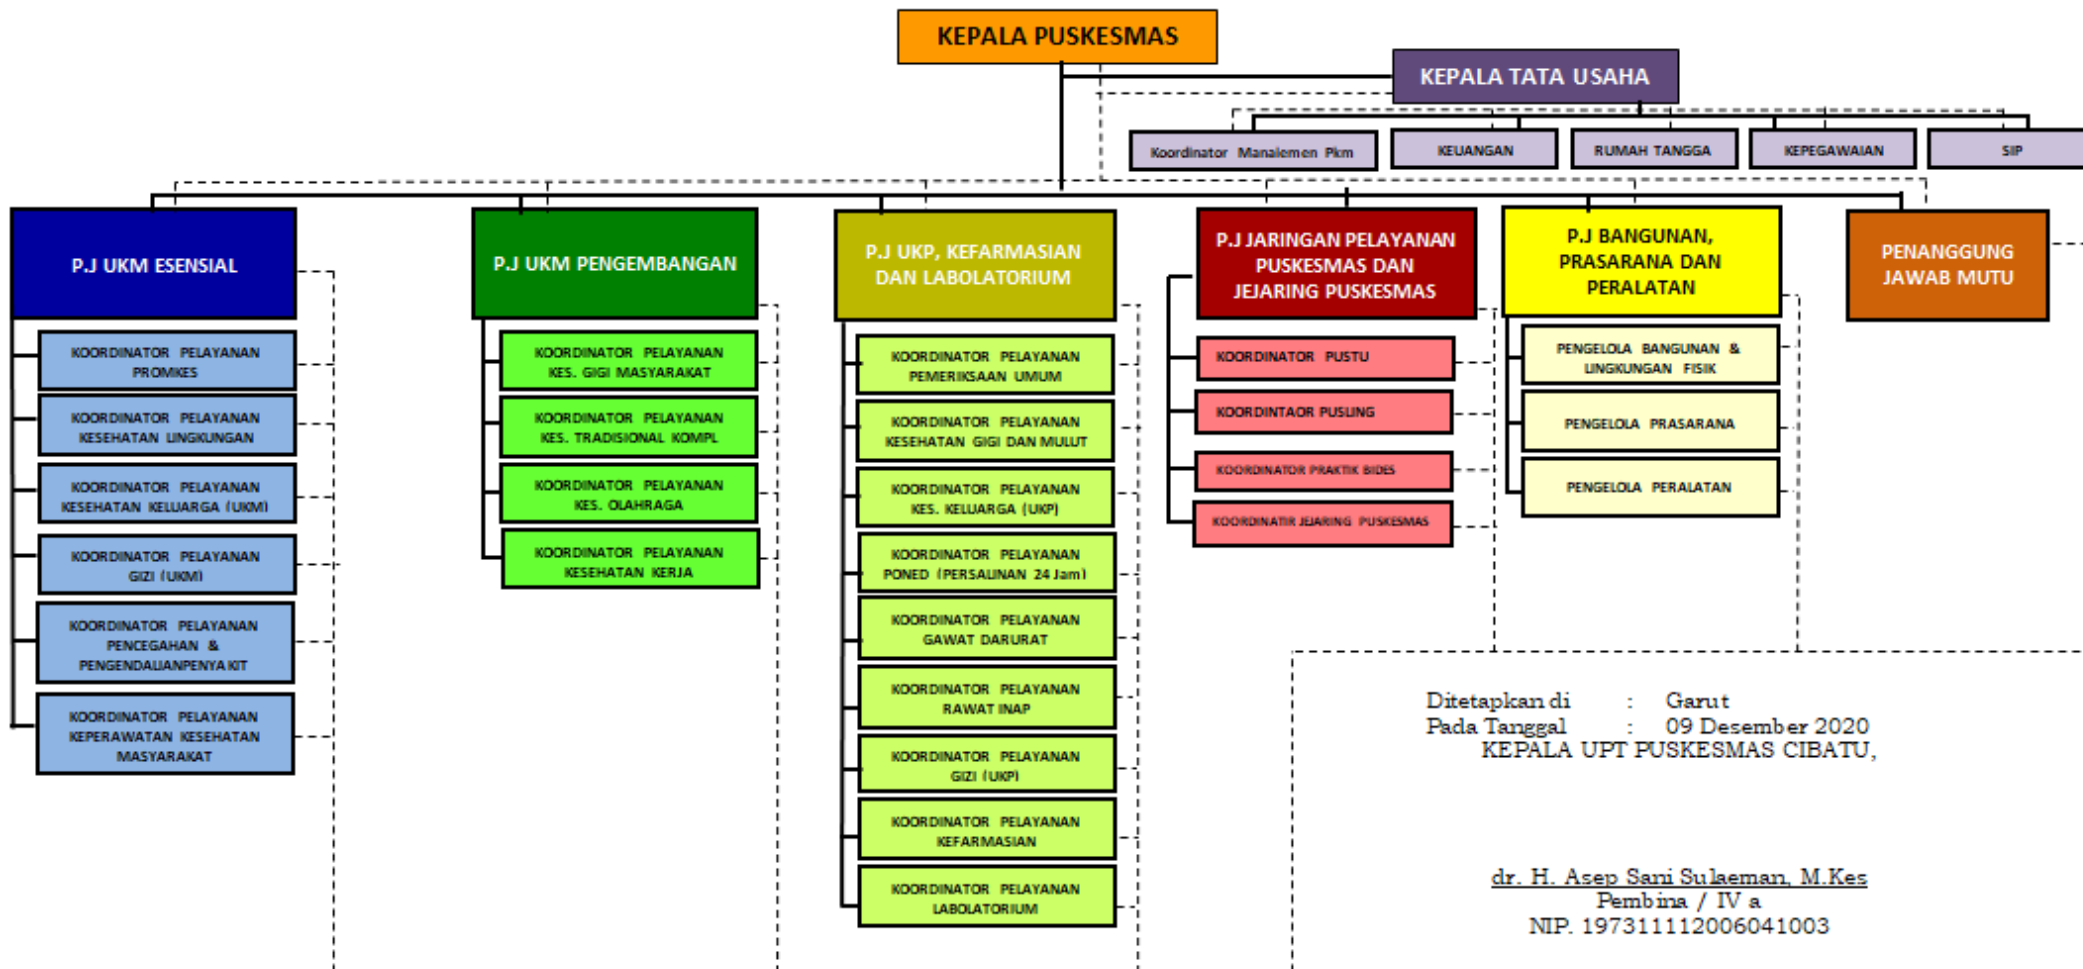 KEPALA PUSKESMAS
KEPALA TATA USAHA
Koordinator Manalemen Pkm
KEUANGAN
RUMAH TANGGA
KEPEGAWAIAN
SIP
P.J UKM ESENSIAL
KOORDINATOR PELAYANAN
PROMKES
KOORDINATOR PELAYANAN
KESEHATAN LINGKUNGAN
KOORDINATOR PELAYANAN
KESEHATAN KELUARGA (UKM)
KOORDINATOR PELAYANAN
GIZI (UKM)
KOORDINATOR PELAYANAN
PENCEGAHAN &
PENGENDALIANPENYAKIT
KOORDINATOR PELAYANAN
KEPERAWATAN KESEHATAN
MASYARAKAT
P.J UKM PENGEMBANGAN
KOORDINATOR PELAYANAN
KES. GIGI MASYARAKAT
KOORDINATOR PELAYANAN
KES. TRADISIONAL KOMPL
KOORDINATOR PELAYANAN
KES. OLAHRAGA
KOORDINATOR PELAYANAN
KESEHATAN KERJA
P.J UKP, KEFARMASIAN
DAN LABOLATORIUM
KOORDINATOR PELAYANAN
PEMERIKSAAN UMUM
KOORDINATOR PELAYANAN
KESEHATAN GIGI DAN MULUT
KOORDINATOR PELAYANAN
KES. KELUARGA (UKP)
KOORDINATOR PELAYANAN
PONED (PERSALINAN 24 Jam)
KOORDINATOR PELAYANAN
GAWAT DARURAT
KOORDINATOR PELAYANAN
RAWAT INAP
KOORDINATOR PELAYANAN
GIZI (UKP)
KOORDINATOR PELAYANAN
KEFARMASIAN
KOORDINATOR PELAYANAN
LABOLATORIUM
P.J JARINGAN PELAYANAN
PUSKESMAS DAN
JEJARING PUSKESMAS
KOORDINATOR PUSTU
KOORDINTAOR PUSLING
KOORDINATOR PRAKTIK BIDES
KOORDINATIR JEJARING PUSKESMAS
P.J BANGUNAN,
PRASARANA DAN
PERALATAN
PENGELOLA BANGUNAN &
LINGKUNGAN FISIK
PENGELOLA PRASARANA
PENGELOLA PERALATAN
PENANGGUNG
JAWAB MUTU
Ditetapkan di : Garut
Pada Tanggal : 09 Desember 2020
KEPALA UPT PUSKESMAS CIBATU,
dr. H. Asep Sani Sulaeman, M.Kes
Pembina / IV a
NIP. 197311112006041003